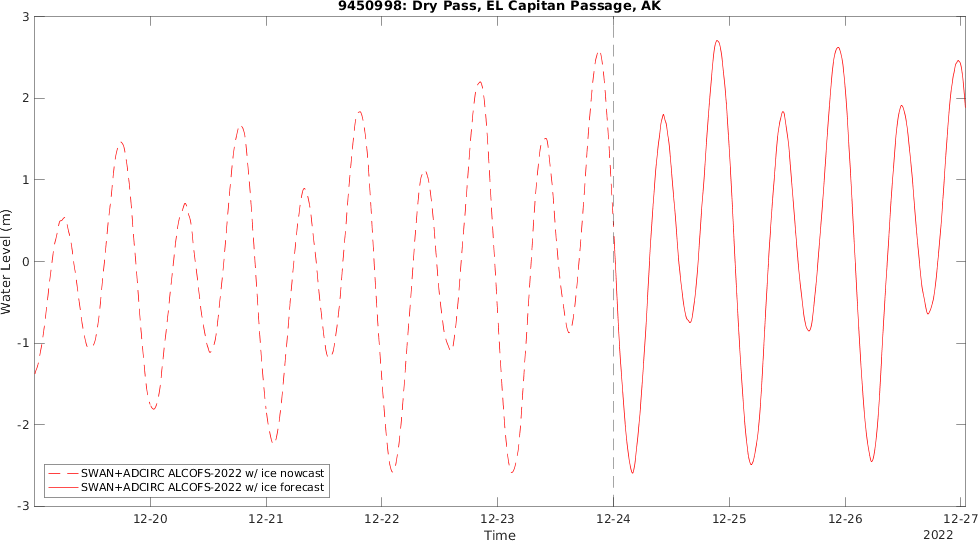 9450998: Dry Pass, EL Capitan Passage, AK
3
2
1
0
-1
-2
-3
Water Level (m)
SWAN+ADCIRC ALCOFS-2022 w/ ice nowcast
SWAN+ADCIRC ALCOFS-2022 w/ ice forecast
12-20 12-21 12-22 12-23 12-24 12-25 12-26 12-27
Time
2022